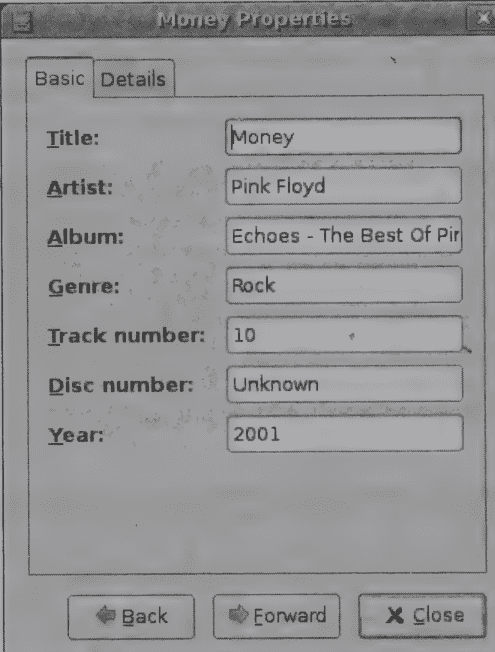 Money Properties
Basic Details
Title: Money
Artist: Pink Floyd
Album: Echoes - The Best Of Pin
Genre: Rock
Track number: 10
Disc number: Unknown
Year: 2001
Back Forward Close